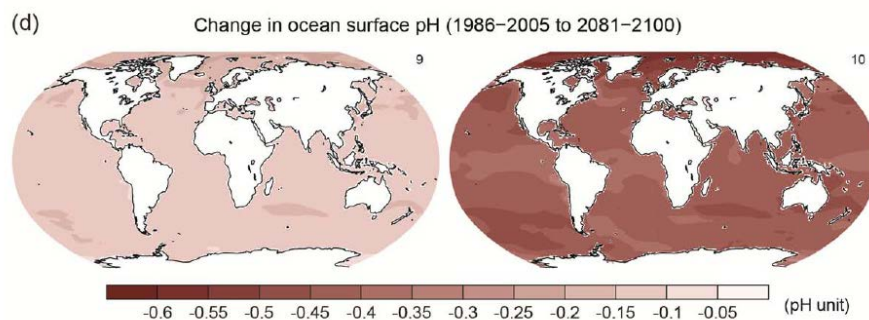 (d)
Change in ocean surface pH (1986−2005 to 2081−2100)
9
10
-0.6 -0.55 -0.5 -0.45 -0.4 -0.35 -0.3 -0.25 -0.2 -0.15 -0.1 -0.05
(pH unit)